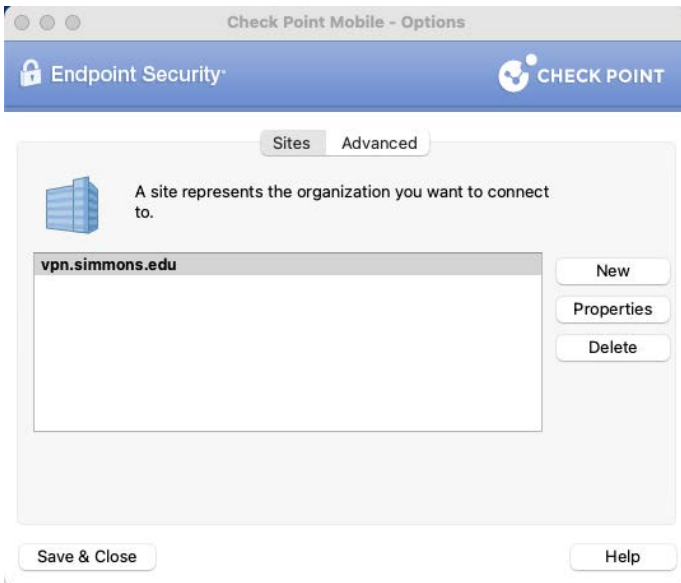 Check Point Mobile - Options
Endpoint Security
CHECK POINT
Sites
Advanced
A site represents the organization you want to connect
to.
vpn.simmons.edu
New
Properties
Delete
Save & Close
Help